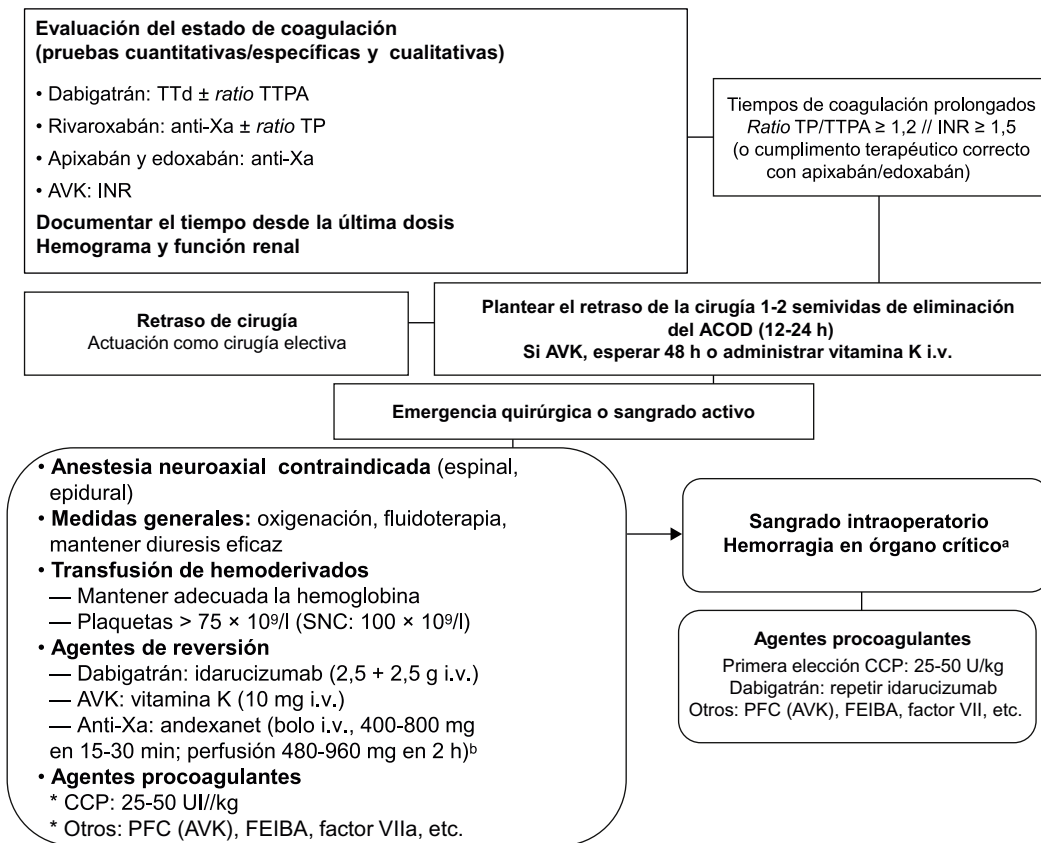 Evaluación del estado de coagulación
(pruebas cuantitativas/específicas y cualitativas)
• Dabigatrán: TTd ± ratio TTPA
• Rivaroxabán: anti-Xa ± ratio TP
• Apixabán y edoxabán: anti-Xa
• AVK: INR
Documentar el tiempo desde la última dosis
Hemograma y función renal
Tiempos de coagulación prolongados
Ratio TP/TTPA ≥ 1,2 // INR ≥ 1,5
(o cumplimento terapéutico correcto
con apixabán/edoxabán)
Retraso de cirugía
Actuación como cirugía electiva
Plantear el retraso de la cirugía 1-2 semividas de eliminación
del ACOD (12-24 h)
Si AVK, esperar 48 h o administrar vitamina K i.v.
Emergencia quirúrgica o sangrado activo
• Anestesia neuroaxial contraindicada (espinal,
epidural)
• Medidas generales: oxigenación, fluidoterapia,
mantener diuresis eficaz
• Transfusión de hemoderivados
— Mantener adecuada la hemoglobina
— Plaquetas > 75 × 10⁹/l (SNC: 100 × 10⁹/l)
• Agentes de reversión
— Dabigatrán: idarucizumab (2,5 + 2,5 g i.v.)
— AVK: vitamina K (10 mg i.v.)
— Anti-Xa: andexanet (bolo i.v., 400-800 mg
en 15-30 min; perfusión 480-960 mg en 2 h)ᵇ
• Agentes procoagulantes
* CCP: 25-50 UI//kg
* Otros: PFC (AVK), FEIBA, factor VIIa, etc.
Sangrado intraoperatorio
Hemorragia en órgano críticoᵃ
Agentes procoagulantes
Primera elección CCP: 25-50 U/kg
Dabigatrán: repetir idarucizumab
Otros: PFC (AVK), FEIBA, factor VII, etc.